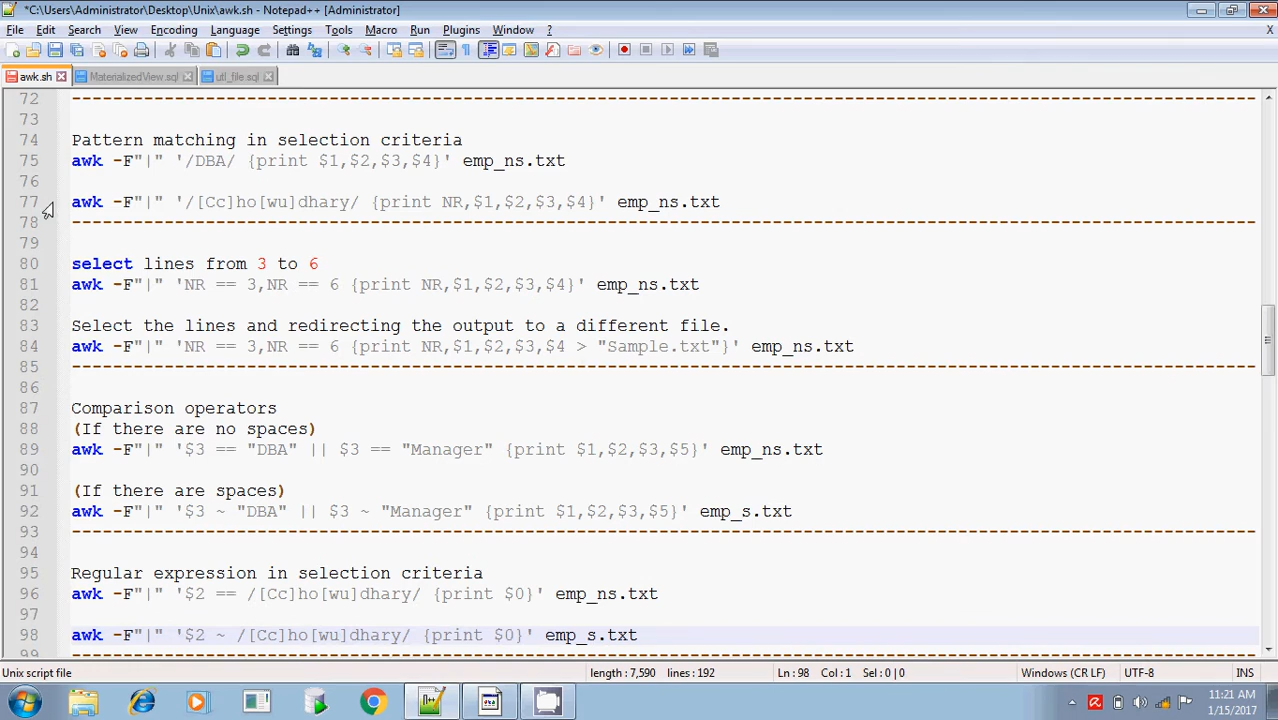 *C:\Users\Administrator\Desktop\Unix\awk.sh - Notepad++ [Administrator]
File Edit Search View Encoding Language Settings Tools Macro Run Plugins Window ? X
awk.sh MaterializedView.sql utl_file.sql
72 --------------------------------------------------------------------------------------------------------------------
73
74 Pattern matching in selection criteria
75 awk -F"|" '/DBA/ {print $1,$2,$3,$4}' emp_ns.txt
76
77 awk -F"|" '/[Cc]ho[wu]dhary/ {print NR,$1,$2,$3,$4}' emp_ns.txt
78 --------------------------------------------------------------------------------------------------------------------
79
80 select lines from 3 to 6
81 awk -F"|" 'NR == 3,NR == 6 {print NR,$1,$2,$3,$4}' emp_ns.txt
82
83 Select the lines and redirecting the output to a different file.
84 awk -F"|" 'NR == 3,NR == 6 {print NR,$1,$2,$3,$4 > "Sample.txt"}' emp_ns.txt
85 --------------------------------------------------------------------------------------------------------------------
86
87 Comparison operators
88 (If there are no spaces)
89 awk -F"|" '$3 == "DBA" || $3 == "Manager" {print $1,$2,$3,$5}' emp_ns.txt
90
91 (If there are spaces)
92 awk -F"|" '$3 ~ "DBA" || $3 ~ "Manager" {print $1,$2,$3,$5}' emp_s.txt
93 --------------------------------------------------------------------------------------------------------------------
94
95 Regular expression in selection criteria
96 awk -F"|" '$2 == /[Cc]ho[wu]dhary/ {print $0}' emp_ns.txt
97
98 awk -F"|" '$2 ~ /[Cc]ho[wu]dhary/ {print $0}' emp_s.txt
99 --------------------------------------------------------------------------------------------------------------------
Unix script file length : 7,590 lines : 192 Ln : 98 Col : 1 Sel : 0 | 0 Windows (CR LF) UTF-8 INS
11:21 AM
1/15/2017